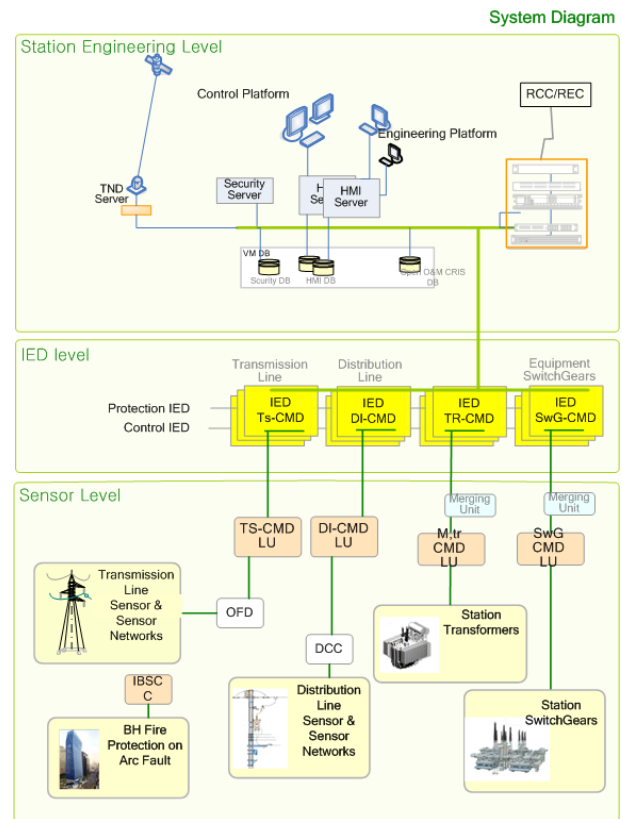 System Diagram
Station Engineering Level
Control Platform
RCC/REC
Engineering Platform
TND
Server
Security
Server
HMI
Server
VM DB
Scurity DB
HMI DB
O&M CRIS
DB
IED level
Transmission
Line
Distribution
Line
Equipment
SwitchGears
Protection IED
Control IED
IED
Ts-CMD
IED
DI-CMD
IED
TR-CMD
IED
SwG-CMD
Sensor Level
Merging
Unit
Merging
Unit
TS-CMD
LU
DI-CMD
LU
M;tr
CMD
LU
SwG
CMD
LU
Transmission
Line
Sensor &
Sensor
Networks
OFD
Station
Transformers
DCC
IBSC
C
BH Fire
Protection on
Arc Fault
Distribution
Line
Sensor &
Sensor
Networks
Station
SwitchGears